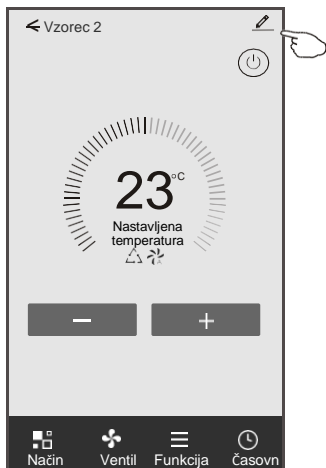 Vzorec 2
23°C
Nastavljena
temperatura
Način Ventil Funkcija Časovn